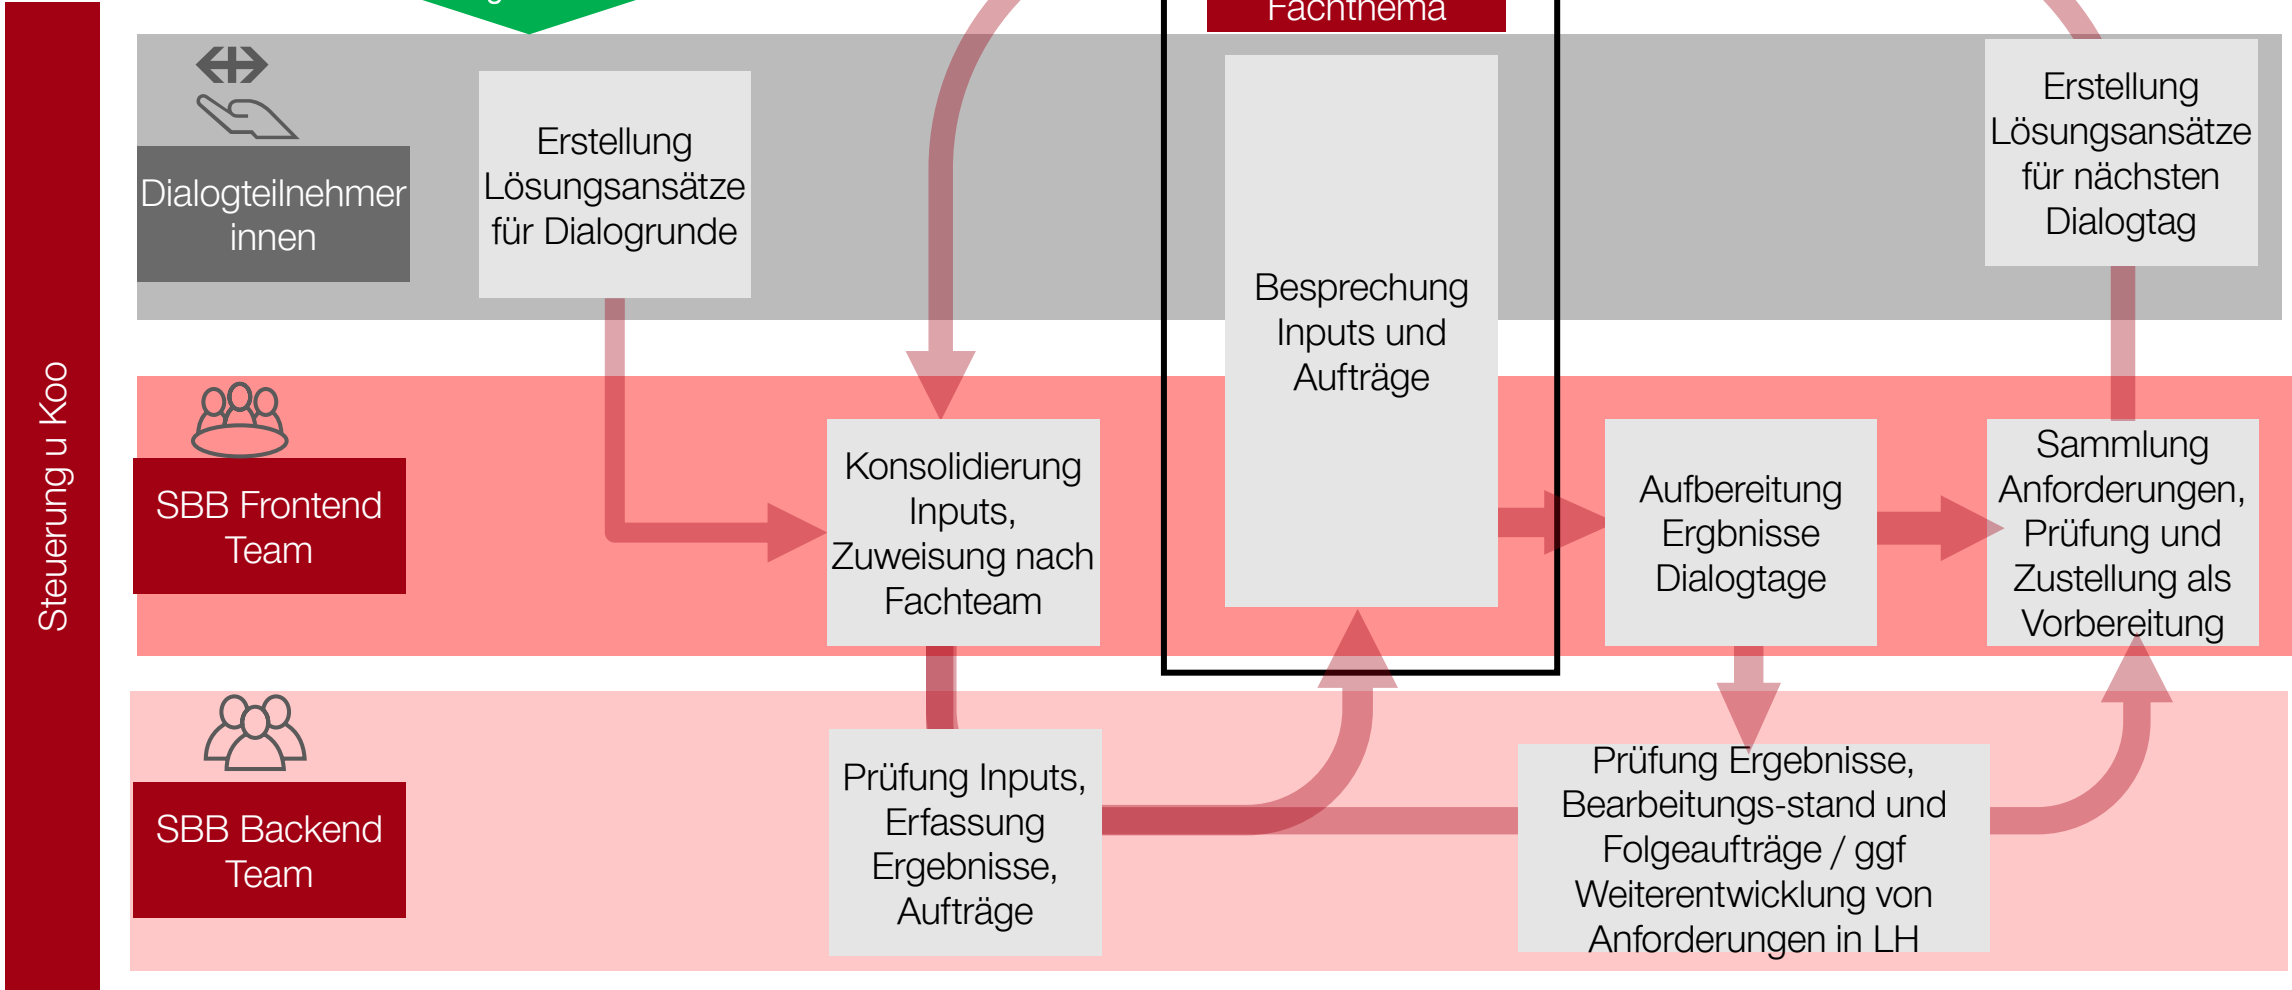 Fachthema
Steuerung u Koo
Dialogteilnehmer
innen
Erstellung
Lösungsansätze
für Dialogrunde
Besprechung
Inputs und
Aufträge
Erstellung
Lösungsansätze
für nächsten
Dialogtag
SBB Frontend
Team
Konsolidierung
Inputs,
Zuweisung nach
Fachteam
Aufbereitung
Ergbnisse
Dialogtage
Sammlung
Anforderungen,
Prüfung und
Zustellung als
Vorbereitung
SBB Backend
Team
Prüfung Inputs,
Erfassung
Ergebnisse,
Aufträge
Prüfung Ergebnisse,
Bearbeitungs-stand und
Folgeaufträge / ggf
Weiterentwicklung von
Anforderungen in LH